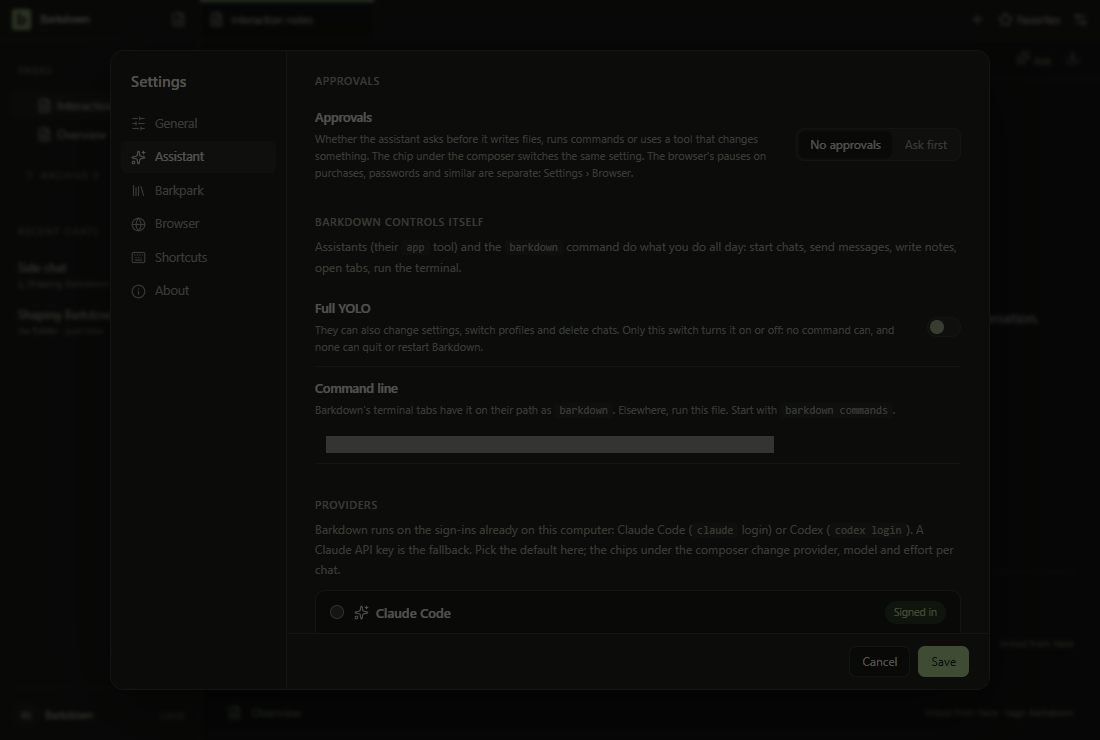 Barkdown
Interaction notes
Favorites
Settings
General
Assistant
Barkpark
Browser
Shortcuts
About
APPROVALS
Approvals
Whether the assistant asks before it writes files, runs commands or uses a tool that changes
something. The chip under the composer switches the same setting. The browser's pauses on
purchases, passwords and similar are separate: Settings › Browser.
No approvals
Ask first
BARKDOWN CONTROLS ITSELF
Assistants (their app tool) and the barkdown command do what you do all day: start chats, send messages, write notes,
open tabs, run the terminal.
Full YOLO
They can also change settings, switch profiles and delete chats. Only this switch turns it on or off: no command can, and
none can quit or restart Barkdown.
Command line
Barkdown's terminal tabs have it on their path as barkdown. Elsewhere, run this file. Start with barkdown commands.
PROVIDERS
Barkdown runs on the sign-ins already on this computer: Claude Code (claude login) or Codex (codex login). A
Claude API key is the fallback. Pick the default here; the chips under the composer change provider, model and effort per
chat.
Claude Code
Signed in
Cancel
Save
Overview
Side chat
Barkdown
Overview